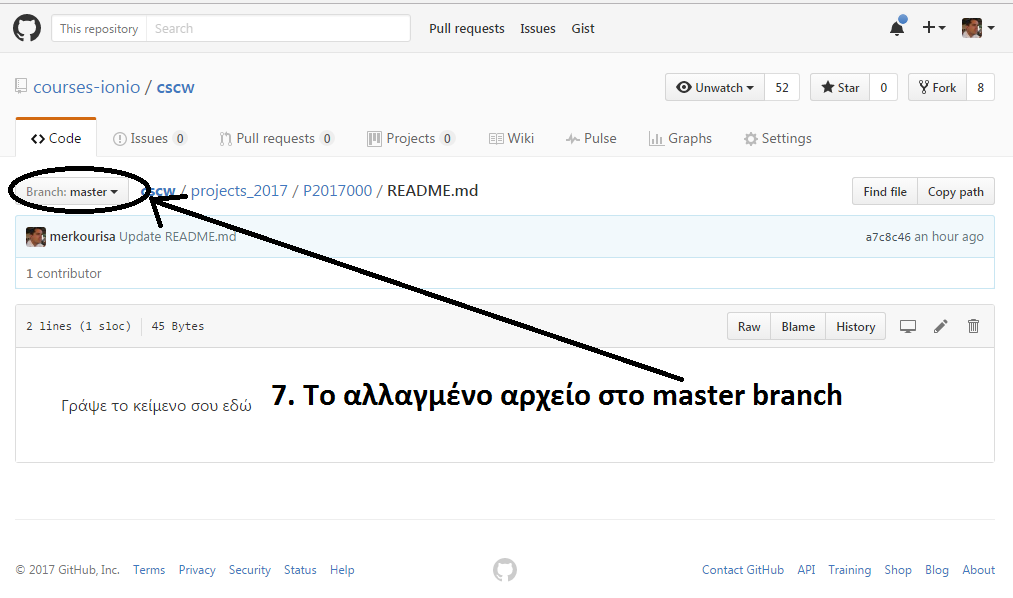 This repository Search Pull requests Issues Gist
courses-ionio / cscw Unwatch 52 Star 0 Fork 8
Code Issues 0 Pull requests 0 Projects 0 Wiki Pulse Graphs Settings
Branch: master cscw / projects_2017 / P2017000 / README.md Find file Copy path
merkourisa Update README.md a7c8c46 an hour ago
1 contributor
2 lines (1 sloc) 45 Bytes Raw Blame History
Γράψε το κείμενο σου εδώ
7. Το αλλαγμένο αρχείο στο master branch
© 2017 GitHub, Inc. Terms Privacy Security Status Help Contact GitHub API Training Shop Blog About